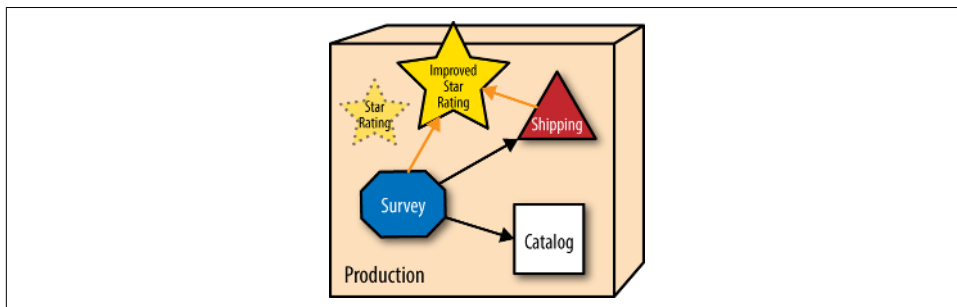 Improved
Star
Rating
Star
Rating
Shipping
Survey
Catalog
Production